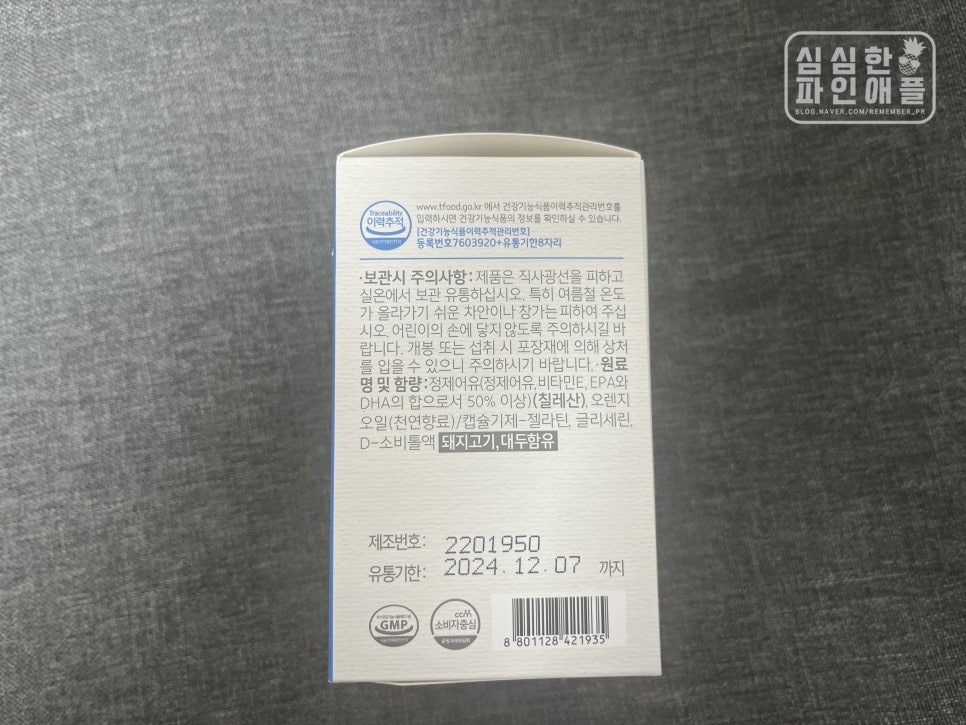 심심한
파인애플
BLOG.NAVER.COM/REMEMBER_PR
Traceability
이력추적
www.tfood.go.kr 에서 건강기능식품이력추적관리번호를
입력하시면 건강기능식품의 정보를 확인하실 수 있습니다.
[건강기능식품이력추적관리번호]
등록번호7603920+유통기한8자리
·보관시 주의사항: 제품은 직사광선을 피하고
실온에서 보관 유통하십시오. 특히 여름철 온도
가 올라가기 쉬운 차안이나 창가는 피하여 주십
시오. 어린이의 손에 닿지 않도록 주의하시길 바
랍니다. 개봉 또는 섭취 시 포장재에 의해 상처
를 입을 수 있으니 주의하시기 바랍니다.·원료
명 및 함량:정제어유(정제어유,비타민E, EPA와
DHA의 합으로서 50% 이상)(칠레산), 오렌지
오일(천연향료)/캡슐기제-젤라틴, 글리세린,
D-소비톨액 돼지고기,대두함유
제조번호: 2201950
유통기한: 2024.12.07 까지
GMP
ccm
소비자중심
공정거래위원회
8 801128 421935